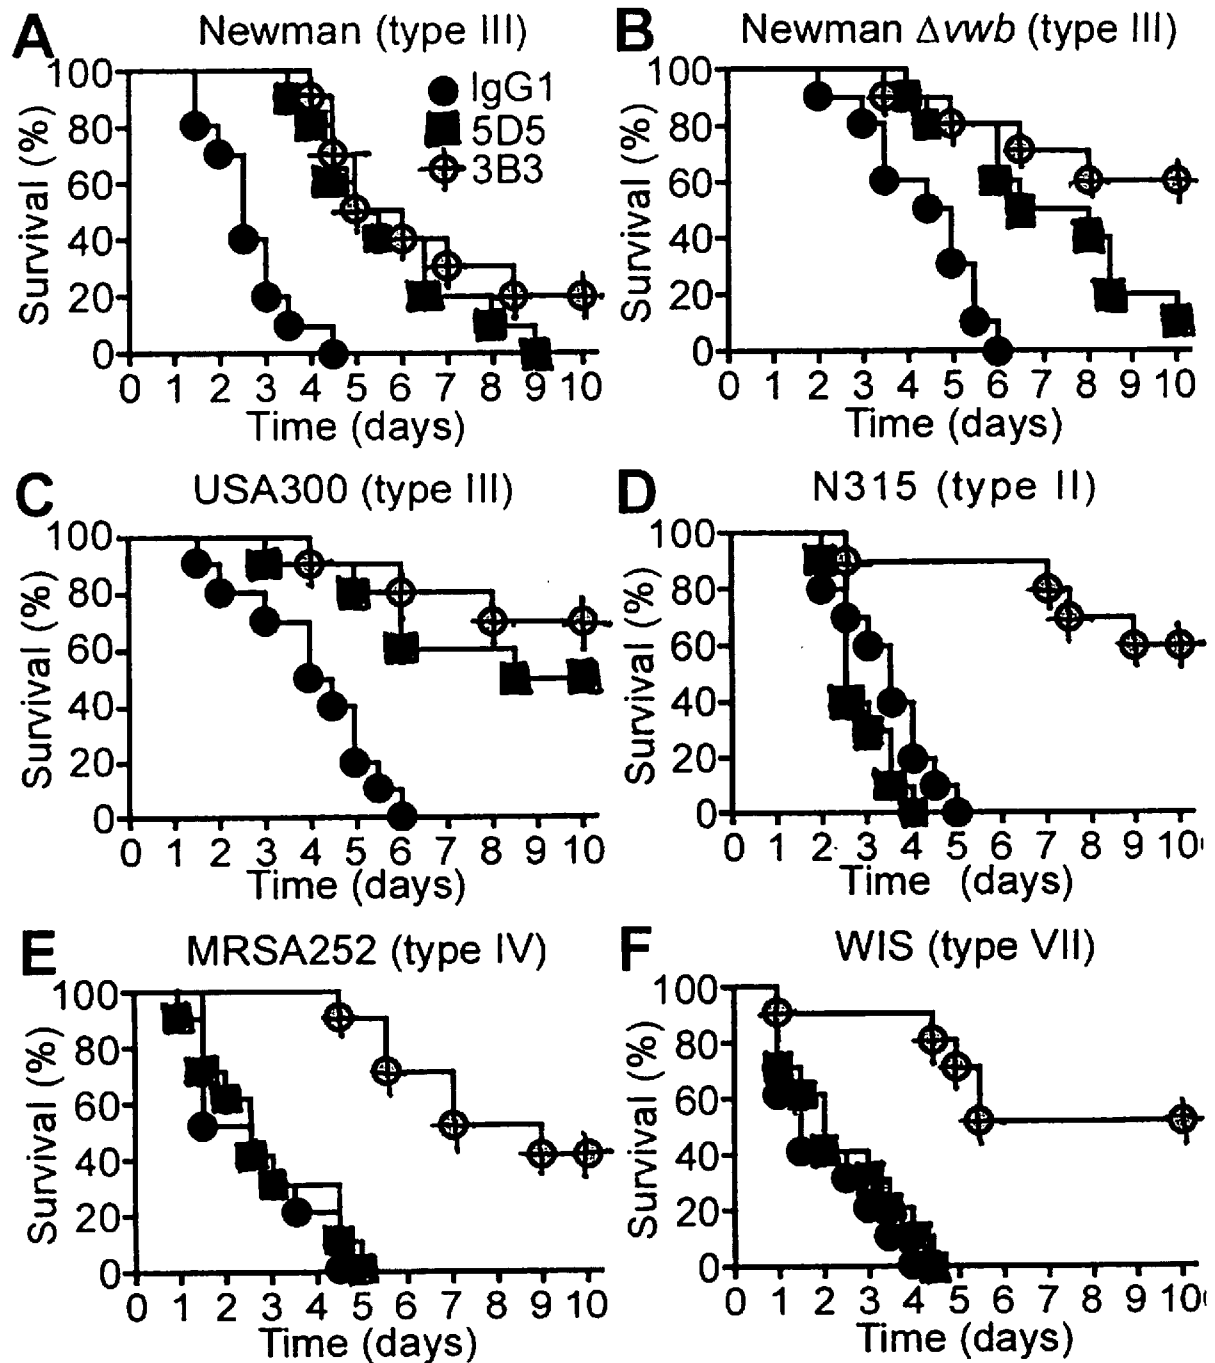 A Newman (type III)
100
80
60
40
20
0
Survival (%)
IgG1
5D5
3B3
0 1 2 3 4 5 6 7 8 9 10
Time (days)
B Newman Δvwb (type III)
100
80
60
40
20
0
Survival (%)
0 1 2 3 4 5 6 7 8 9 10
Time (days)
C USA300 (type III)
100
80
60
40
20
0
Survival (%)
0 1 2 3 4 5 6 7 8 9 10
Time (days)
D N315 (type II)
100
80
60
40
20
0
Survival (%)
0 1 2 3 4 5 6 7 8 9 10
Time (days)
E MRSA252 (type IV)
100
80
60
40
20
0
Survival (%)
0 1 2 3 4 5 6 7 8 9 10
Time (days)
F WIS (type VII)
100
80
60
40
20
0
Survival (%)
0 1 2 3 4 5 6 7 8 9 10
Time (days)